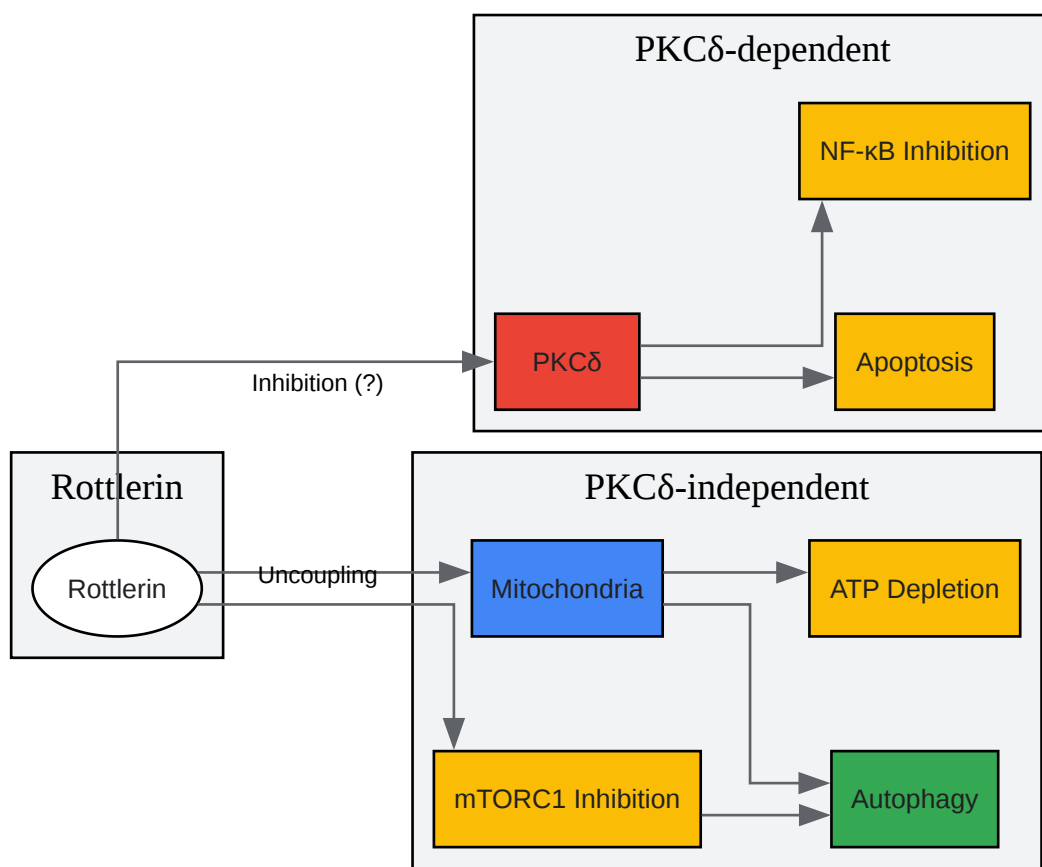 PKCδ-dependent
NF-κB Inhibition
PKCδ
Apoptosis
Inhibition (?)
Rottlerin
Rottlerin
Uncoupling
PKCδ-independent
Mitochondria
ATP Depletion
mTORC1 Inhibition
Autophagy